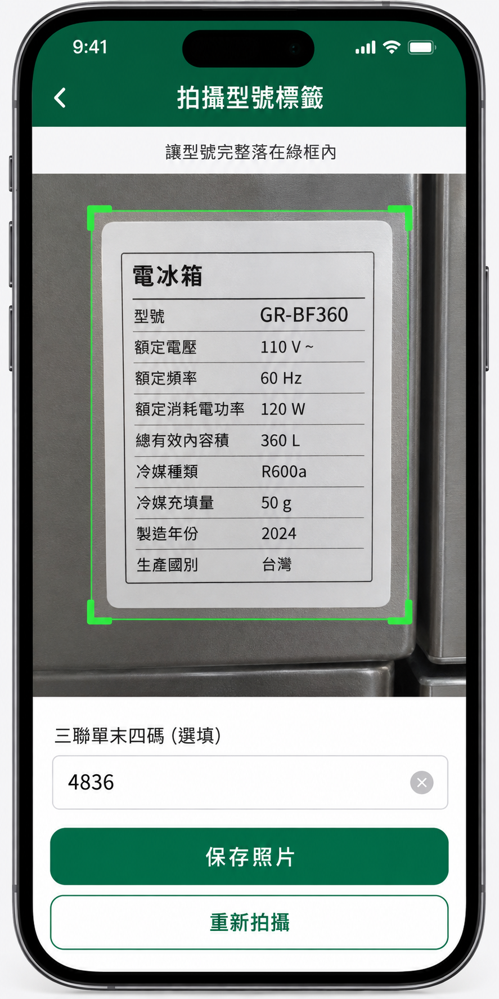 9:41
拍攝型號標籤
讓型號完整落在綠框內
電冰箱
型號 GR-BF360
額定電壓 110 V ~
額定頻率 60 Hz
額定消耗電功率 120 W
總有效內容積 360 L
冷媒種類 R600a
冷媒充填量 50 g
製造年份 2024
生產國別 台灣
三聯單末四碼 (選填)
4836
保存照片
重新拍攝